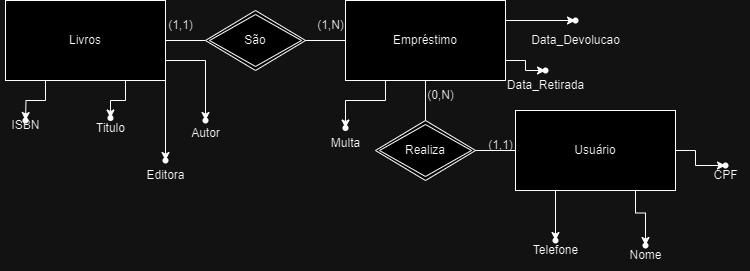 Livros
(1,1)
São
(1,N)
Empréstimo
Data_Devolucao
Data_Retirada
(0,N)
ISBN
Titulo
Autor
Multa
Realiza
(1,1)
Usuário
Editora
CPF
Telefone
Nome